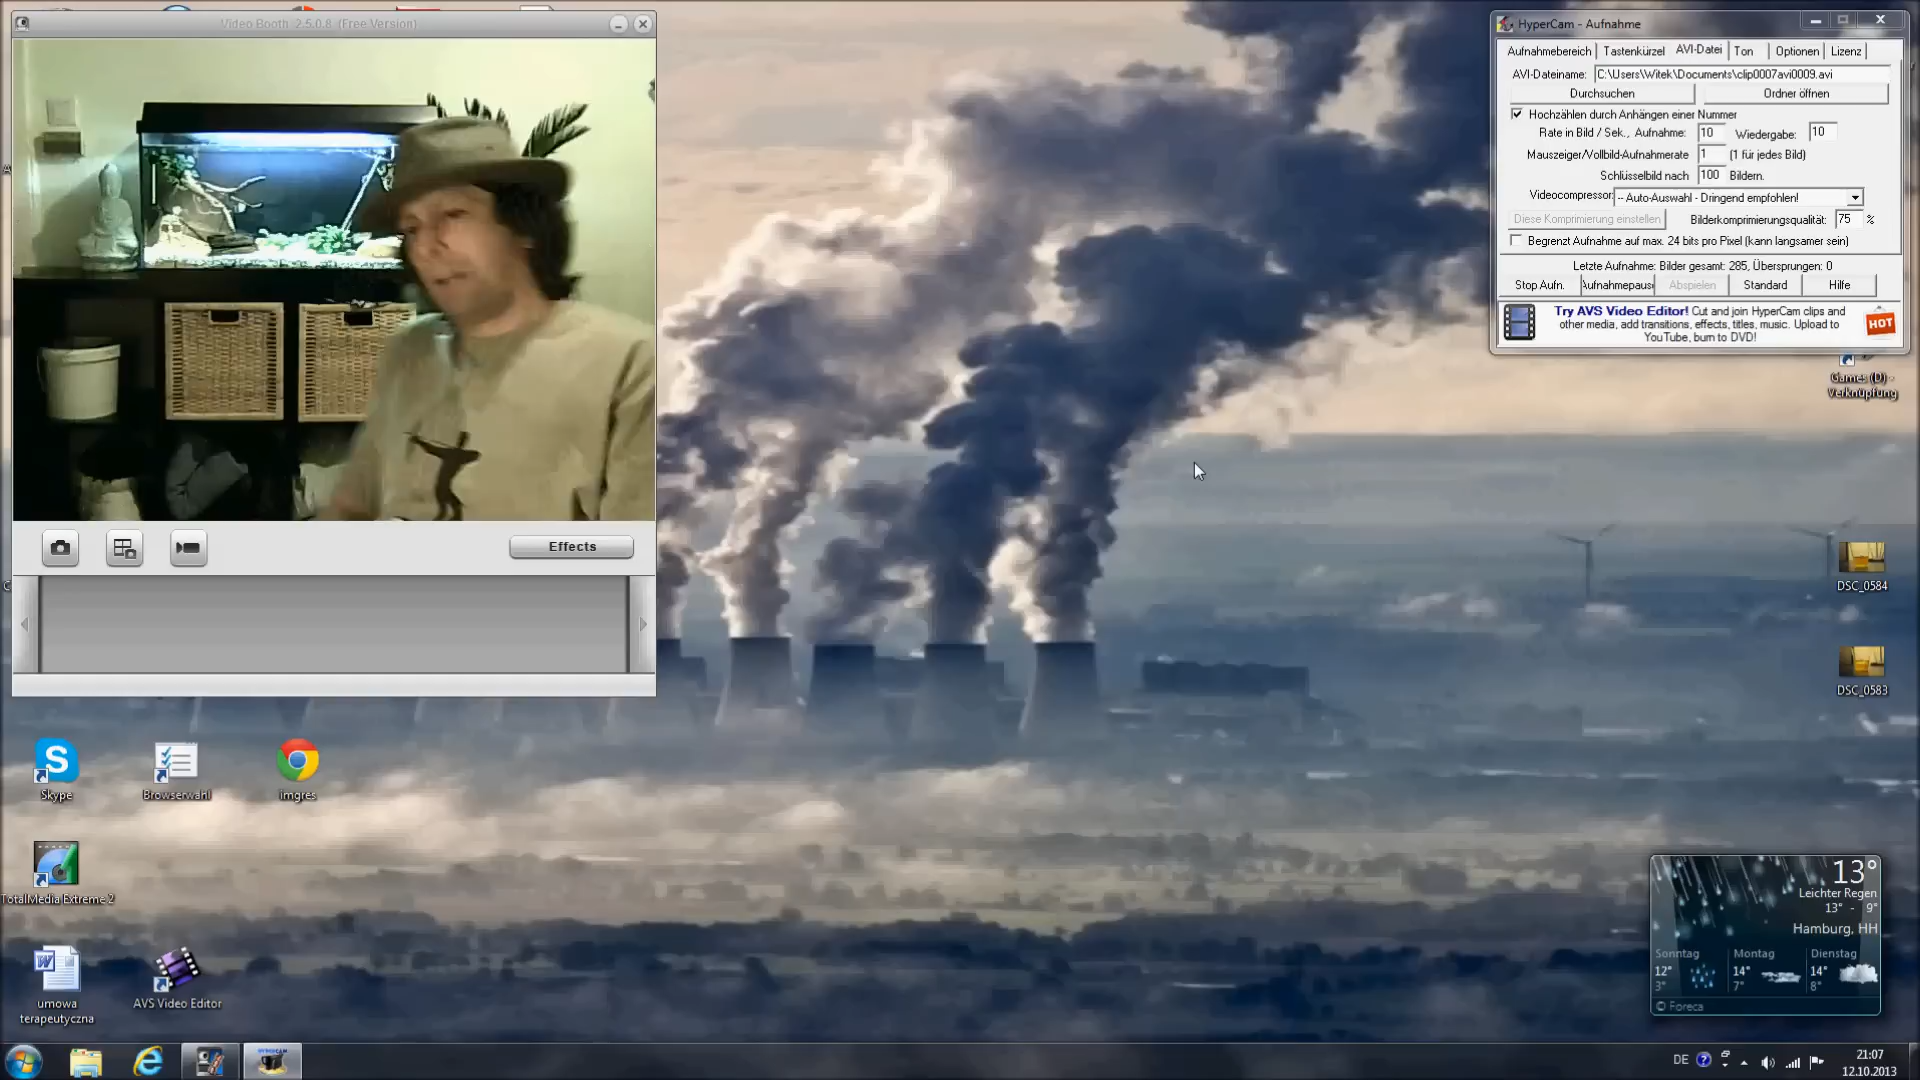 Video Booth 2.5.0.8 (Free Version)
Effects
HyperCam - Aufnahme
Aufnahmebereich
Tastenkürzel
AVI-Datei
Ton
Optionen
Lizenz
AVI-Dateiname: C:\Users\Witek\Documents\clip0007avi0009.avi
Durchsuchen
Ordner öffnen
Hochzählen durch Anhängen einer Nummer
Rate in Bild / Sek., Aufnahme: 10 Wiedergabe: 10
Mauszeiger/Vollbild-Aufnahmerate 1 (1 für jedes Bild)
Schlüsselbild nach 100 Bildern.
Videocompressor: -- Auto-Auswahl - Dringend empfohlen!
Diese Komprimierung einstellen Bilderkomprimierungsqualität: 75 %
Begrenzt Aufnahme auf max. 24 bits pro Pixel (kann langsamer sein)
Letzte Aufnahme: Bilder gesamt: 285, Übersprungen: 0
Stop Aufn.
Aufnahmepause
Abspielen
Standard
Hilfe
Try AVS Video Editor! Cut and join HyperCam clips and
other media, add transitions, effects, titles, music. Upload to
YouTube, burn to DVD!
HOT
Games (D) -
Verknüpfung
DSC_0584
DSC_0583
Skype
Browserwahl
imgres
TotalMedia Extreme 2
umowa
terapeutyczna
AVS Video Editor
13°
Leichter Regen
13° - 9°
Hamburg, HH
Sonntag Montag Dienstag
12° 14° 14°
3° 7° 8°
© Foreca
HYPERCAM
DE
21:07
12.10.2013